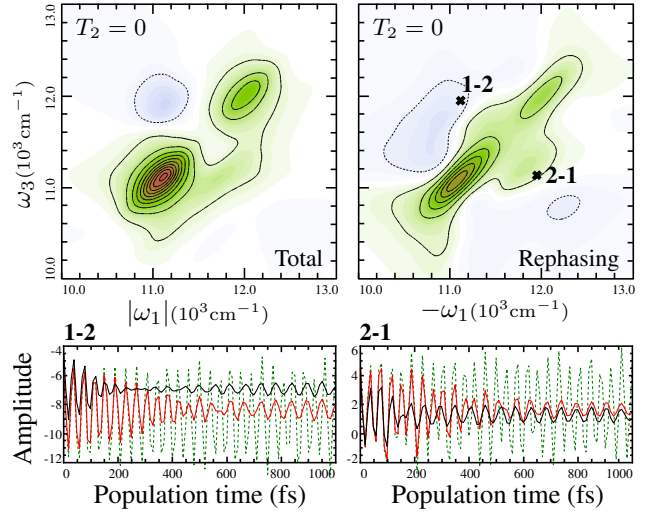 13.0
12.0
11.0
10.0
ω₃(10³cm⁻¹)
T₂ = 0
Total
10.0 11.0 12.0 13.0
|ω₁|(10³cm⁻¹)
T₂ = 0
1-2
2-1
Rephasing
10.0 11.0 12.0 13.0
−ω₁(10³cm⁻¹)
1-2
Amplitude
-4
-6
-8
-10
-12
0 200 400 600 800 1000
Population time (fs)
2-1
6
4
2
0
-2
0 200 400 600 800 1000
Population time (fs)